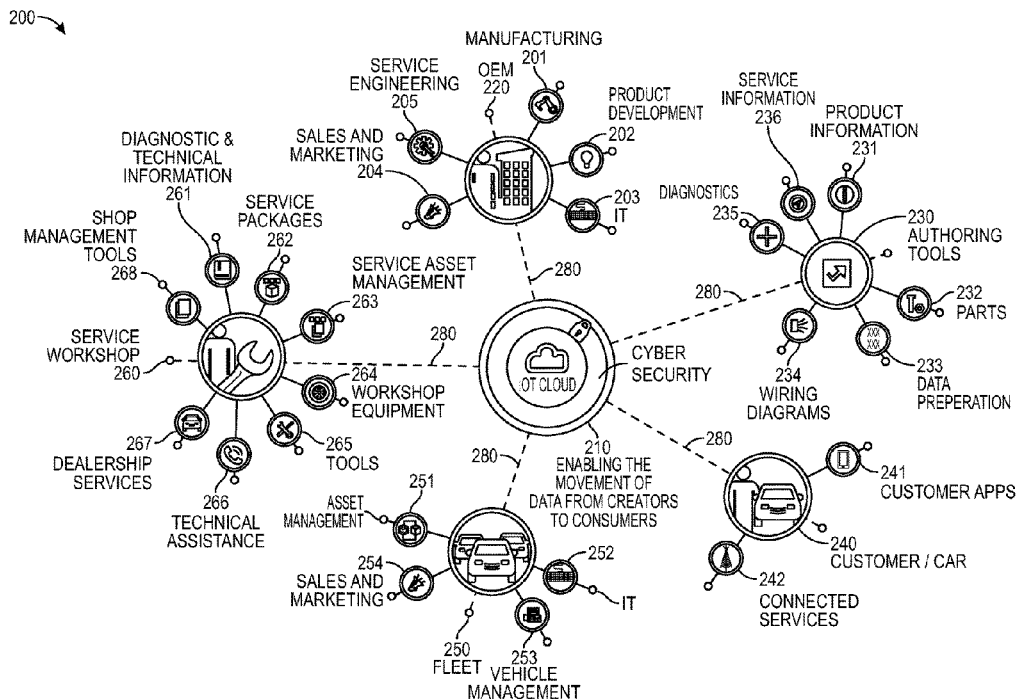 200
MANUFACTURING
201
OEM
220
SERVICE
ENGINEERING
205
PRODUCT
DEVELOPMENT
202
SALES AND
MARKETING
204
203
IT
SERVICE
INFORMATION
236
PRODUCT
INFORMATION
231
DIAGNOSTICS
235
230
AUTHORING
TOOLS
232
PARTS
233
DATA
PREPERATION
234
WIRING
DIAGRAMS
DIAGNOSTIC &
TECHNICAL
INFORMATION
261
SERVICE
PACKAGES
262
SHOP
MANAGEMENT
TOOLS
268
SERVICE ASSET
MANAGEMENT
263
SERVICE
WORKSHOP
260
264
WORKSHOP
EQUIPMENT
265
TOOLS
267
DEALERSHIP
SERVICES
266
TECHNICAL
ASSISTANCE
280
280
280
280
280
IOT CLOUD
CYBER
SECURITY
210
ENABLING THE
MOVEMENT OF
DATA FROM CREATORS
TO CONSUMERS
241
CUSTOMER APPS
240
CUSTOMER / CAR
242
CONNECTED
SERVICES
251
ASSET
MANAGEMENT
254
SALES AND
MARKETING
252
IT
250
FLEET
253
VEHICLE
MANAGEMENT